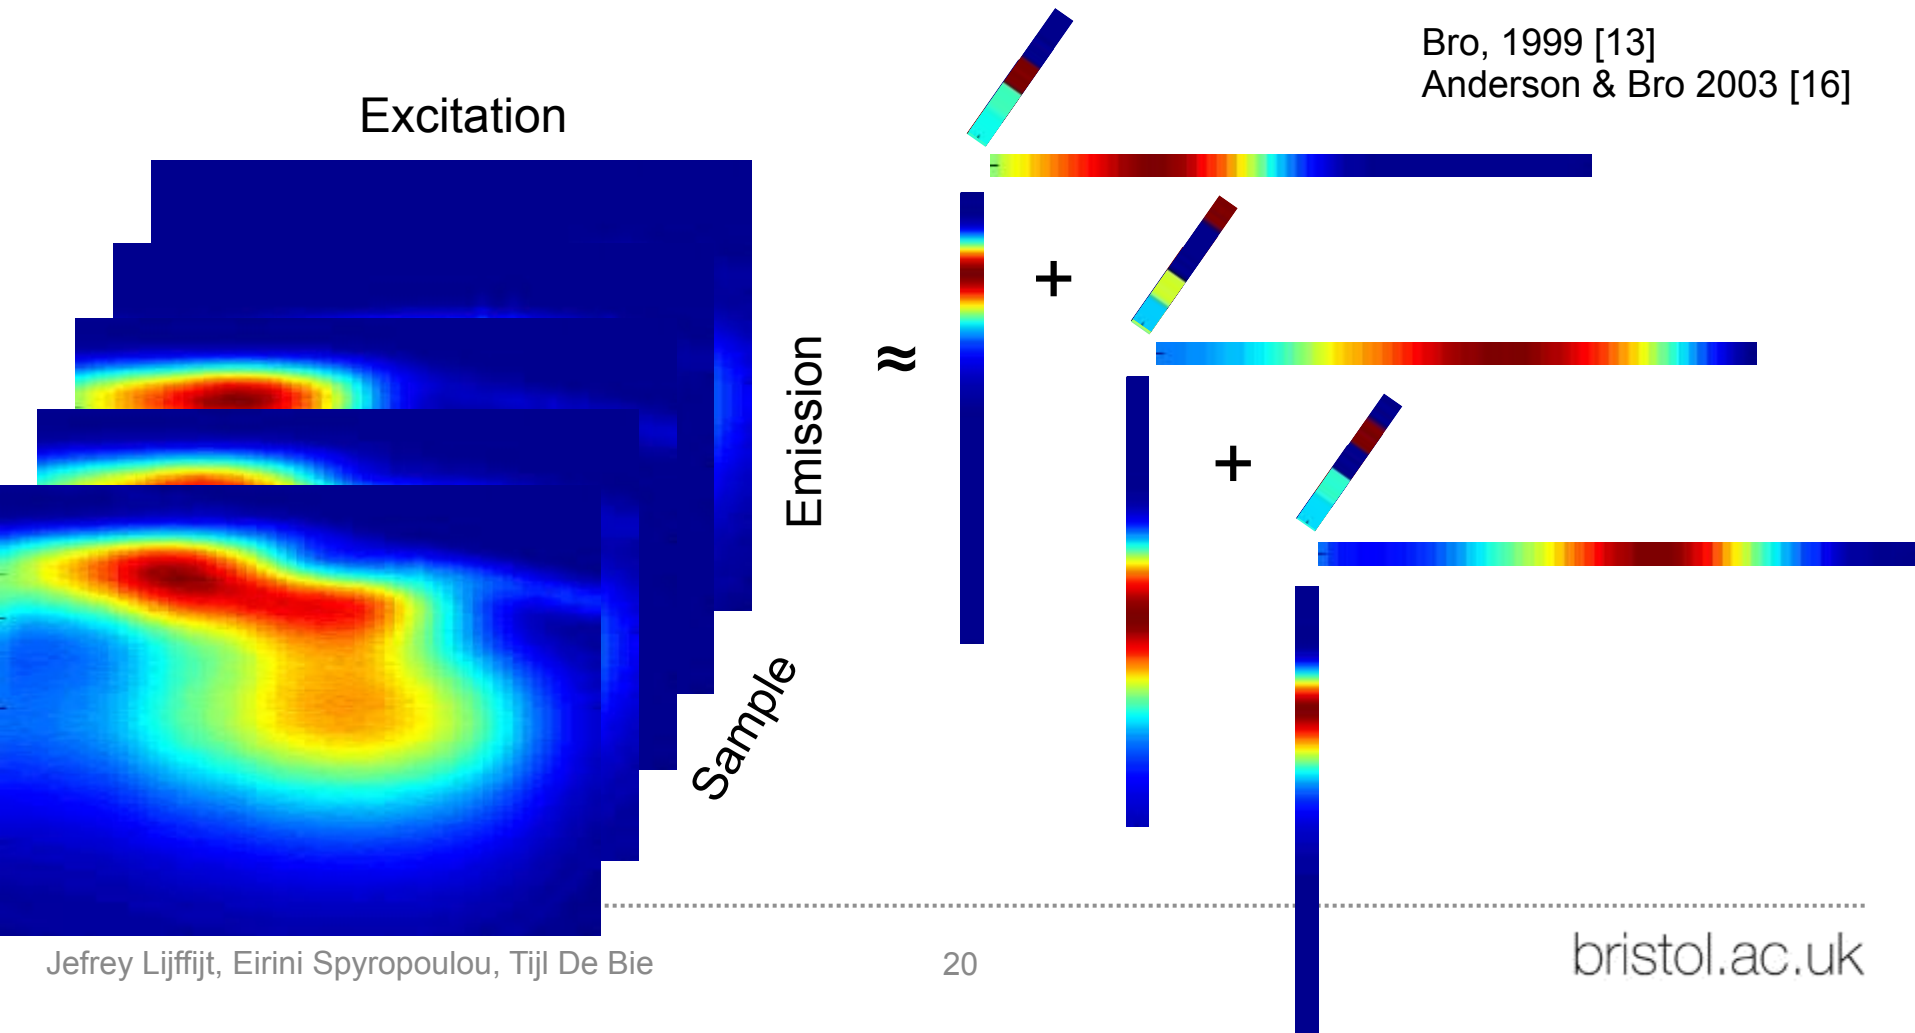 Bro, 1999 [13]
Anderson & Bro 2003 [16]
Excitation
Emission
Sample
≈
+
+
Jefrey Lijffijt, Eirini Spyropoulou, Tijl De Bie
20
bristol.ac.uk